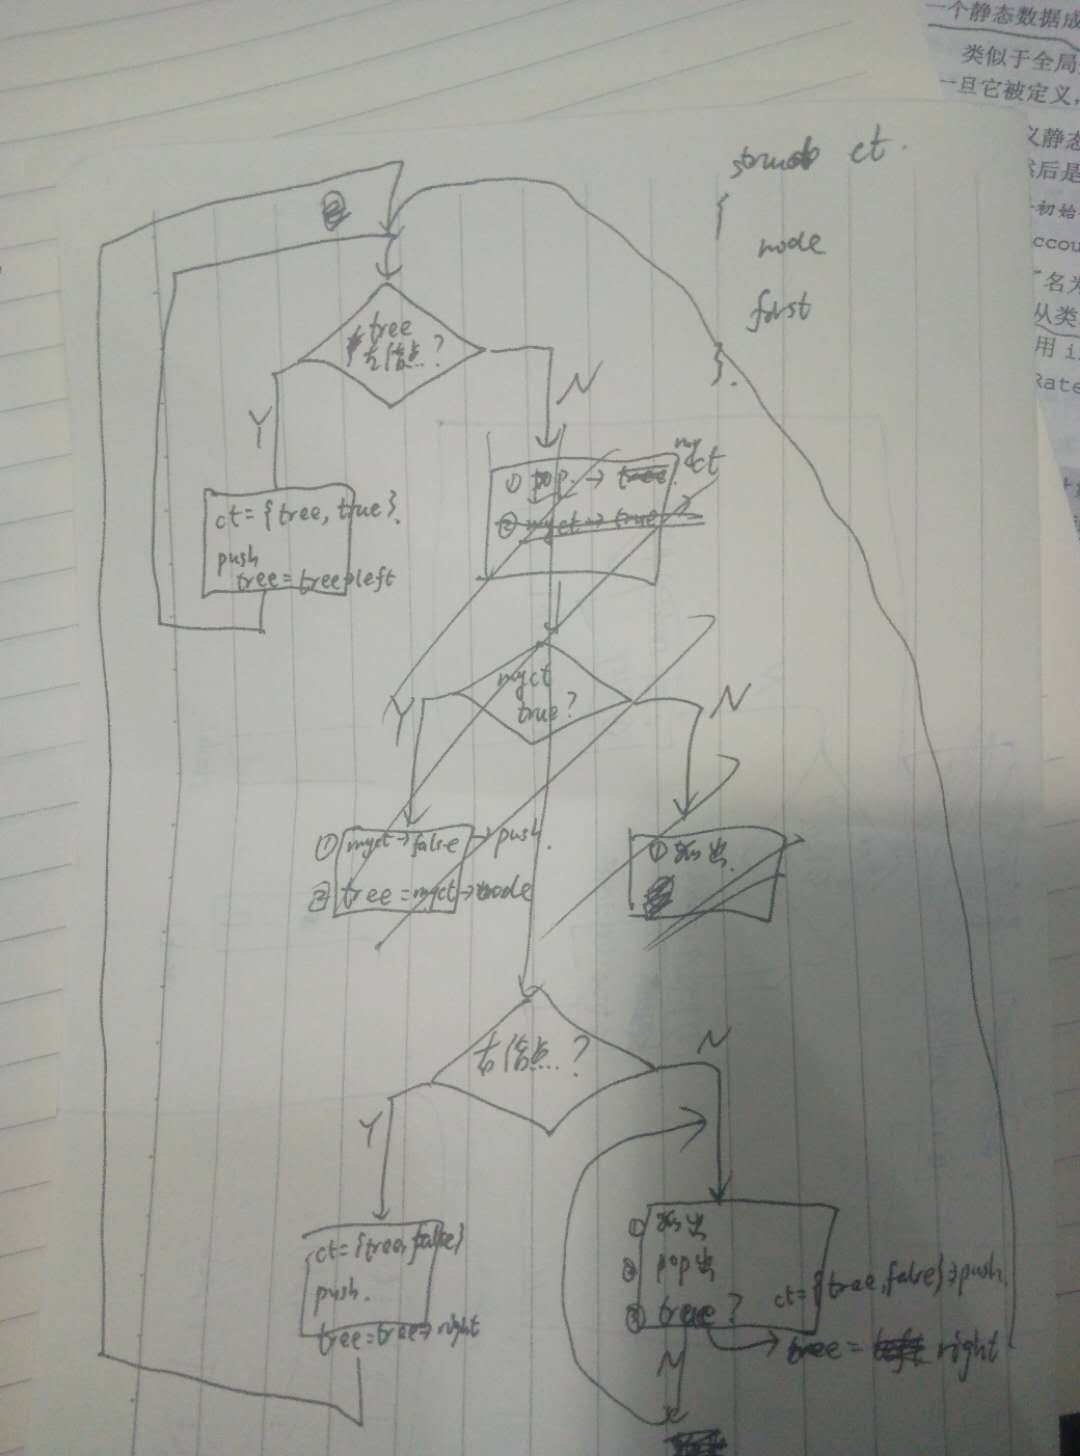 一个静态数据成
类似于全局
一旦它被定义,
义静态
然后是
初始
ccou
名为
从类
用 i
Rate
struct ct.
{
node
first
}.
tree
左结点..?
Y
N
ct={tree, true}.
push
tree=tree→left
① pop. → myct
② myct → true
myct
true?
Y
N
① myct→false → push.
② tree=myct→node
① 输出.
右结点...?
Y
N
ct={tree, false}
push.
tree=tree→right
① 输出
② pop出
③ true?
ct={tree, false}→push.
tree = right
N